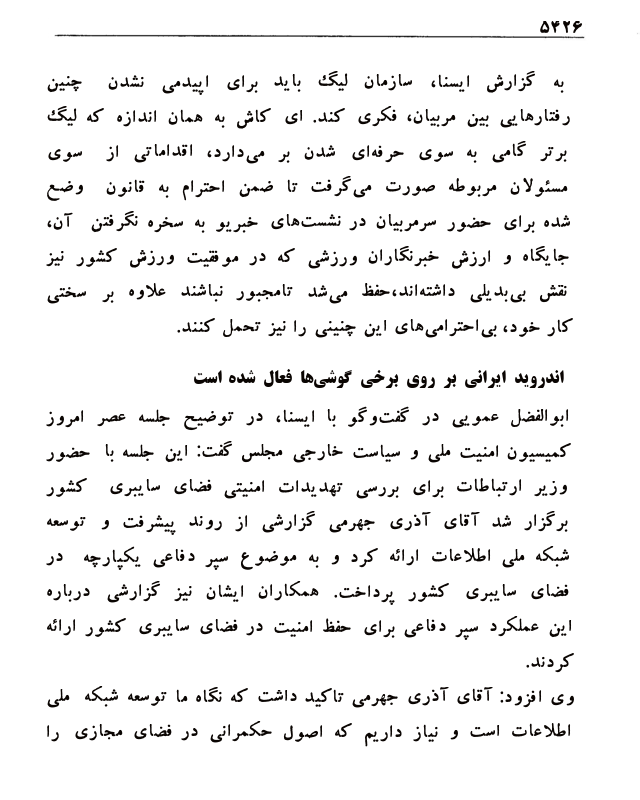 ۵۴۲۶
به گزارش ایسنا، سازمان لیگ باید برای اپیدمی نشدن چنین
رفتارهایی بین مربیان، فکری کند. ای کاش به همان اندازه که لیگ
برتر گامی به سوی حرفه‌ای شدن بر می‌دارد، اقداماتی از سوی
مسئولان مربوطه صورت می‌گرفت تا ضمن احترام به قانون وضع
شده برای حضور سرمربیان در نشست‌های خبریو به سخره نگرفتن آن،
جایگاه و ارزش خبرنگاران ورزشی که در موفقیت ورزش کشور نیز
نقش بی‌بدیلی داشته‌اند،حفظ می‌شد تامجبور نباشند علاوه بر سختی
کار خود، بی‌احترامی‌های این چنینی را نیز تحمل کنند.
اندروید ایرانی بر روی برخی گوشی‌ها فعال شده است
ابوالفضل عمویی در گفت‌وگو با ایسنا، در توضیح جلسه عصر امروز
کمیسیون امنیت ملی و سیاست خارجی مجلس گفت: این جلسه با حضور
وزیر ارتباطات برای بررسی تهدیدات امنیتی فضای سایبری کشور
برگزار شد آقای آذری جهرمی گزارشی از روند پیشرفت و توسعه
شبکه ملی اطلاعات ارائه کرد و به موضوع سپر دفاعی یکپارچه در
فضای سایبری کشور پرداخت. همکاران ایشان نیز گزارشی درباره
این عملکرد سپر دفاعی برای حفظ امنیت در فضای سایبری کشور ارائه
کردند.
وی افزود: آقای آذری جهرمی تاکید داشت که نگاه ما توسعه شبکه ملی
اطلاعات است و نیاز داریم که اصول حکمرانی در فضای مجازی را